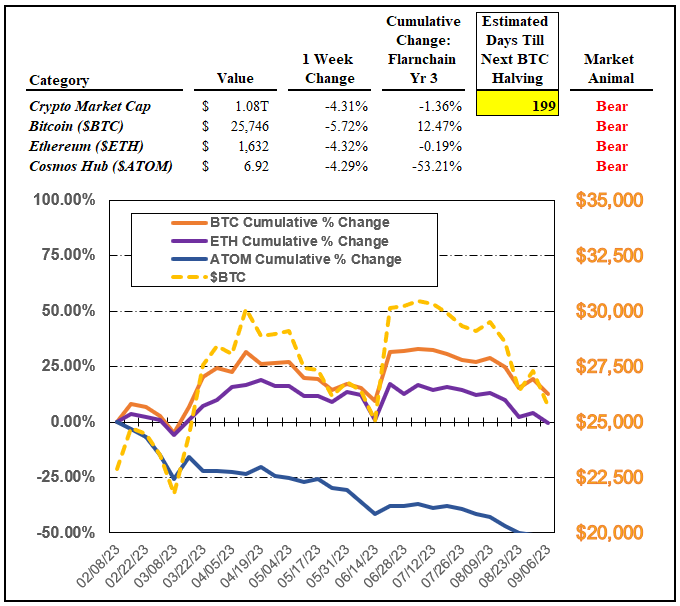 Category Value 1 Week Change Cumulative Change: Flarnchain Yr 3 Estimated Days Till Next BTC Halving Market Animal
Crypto Market Cap $ 1.08T -4.31% -1.36% 199 Bear
Bitcoin ($BTC) $ 25,746 -5.72% 12.47% Bear
Ethereum ($ETH) $ 1,632 -4.32% -0.19% Bear
Cosmos Hub ($ATOM) $ 6.92 -4.29% -53.21% Bear
100.00% $35,000
BTC Cumulative % Change
ETH Cumulative % Change
ATOM Cumulative % Change
$BTC
75.00% $32,500
50.00% $30,000
25.00% $27,500
0.00% $25,000
-25.00% $22,500
-50.00% $20,000
02/08/23 02/22/23 03/08/23 03/22/23 04/05/23 04/19/23 05/04/23 05/17/23 05/31/23 06/14/23 06/28/23 07/12/23 07/26/23 08/09/23 08/23/23 09/06/23